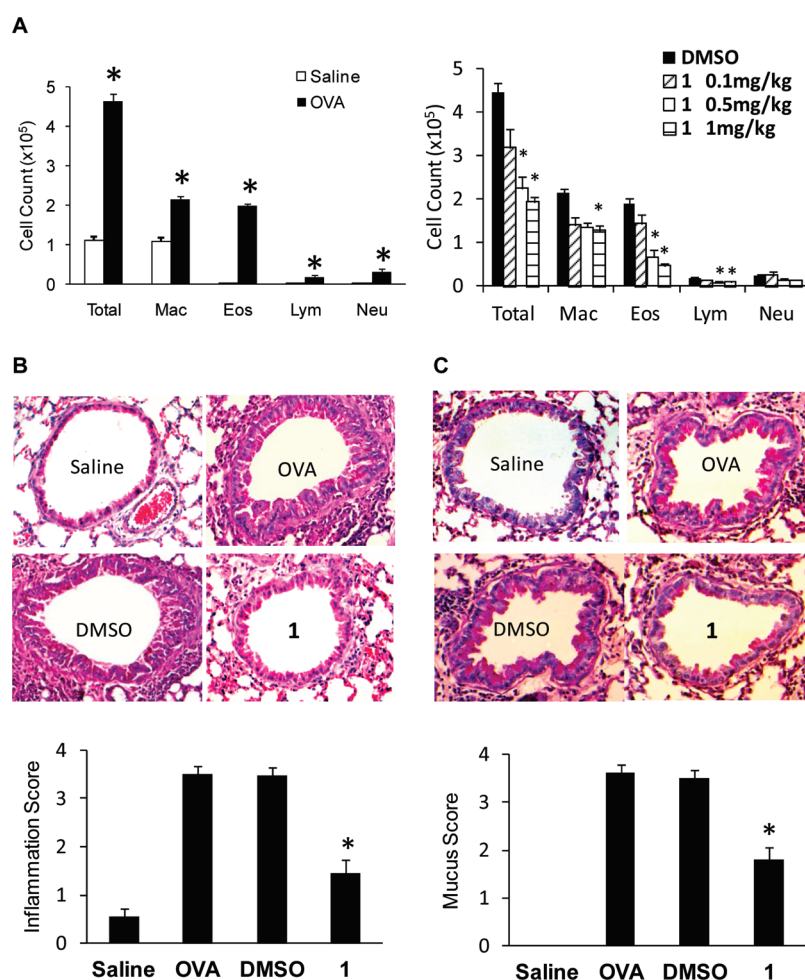 A
Saline
OVA
Cell Count (x10⁵)
5
4
3
2
1
0
*
*
*
*
*
Total Mac Eos Lym Neu
DMSO
1 0.1mg/kg
1 0.5mg/kg
1 1mg/kg
Cell Count (x10⁵)
5
4
3
2
1
0
*
*
*
*
*
**
Total Mac Eos Lym Neu
B
Saline
OVA
DMSO
1
C
Saline
OVA
DMSO
1
Inflammation Score
4
3
2
1
0
*
Saline OVA DMSO 1
Mucus Score
4
3
2
1
0
*
Saline OVA DMSO 1